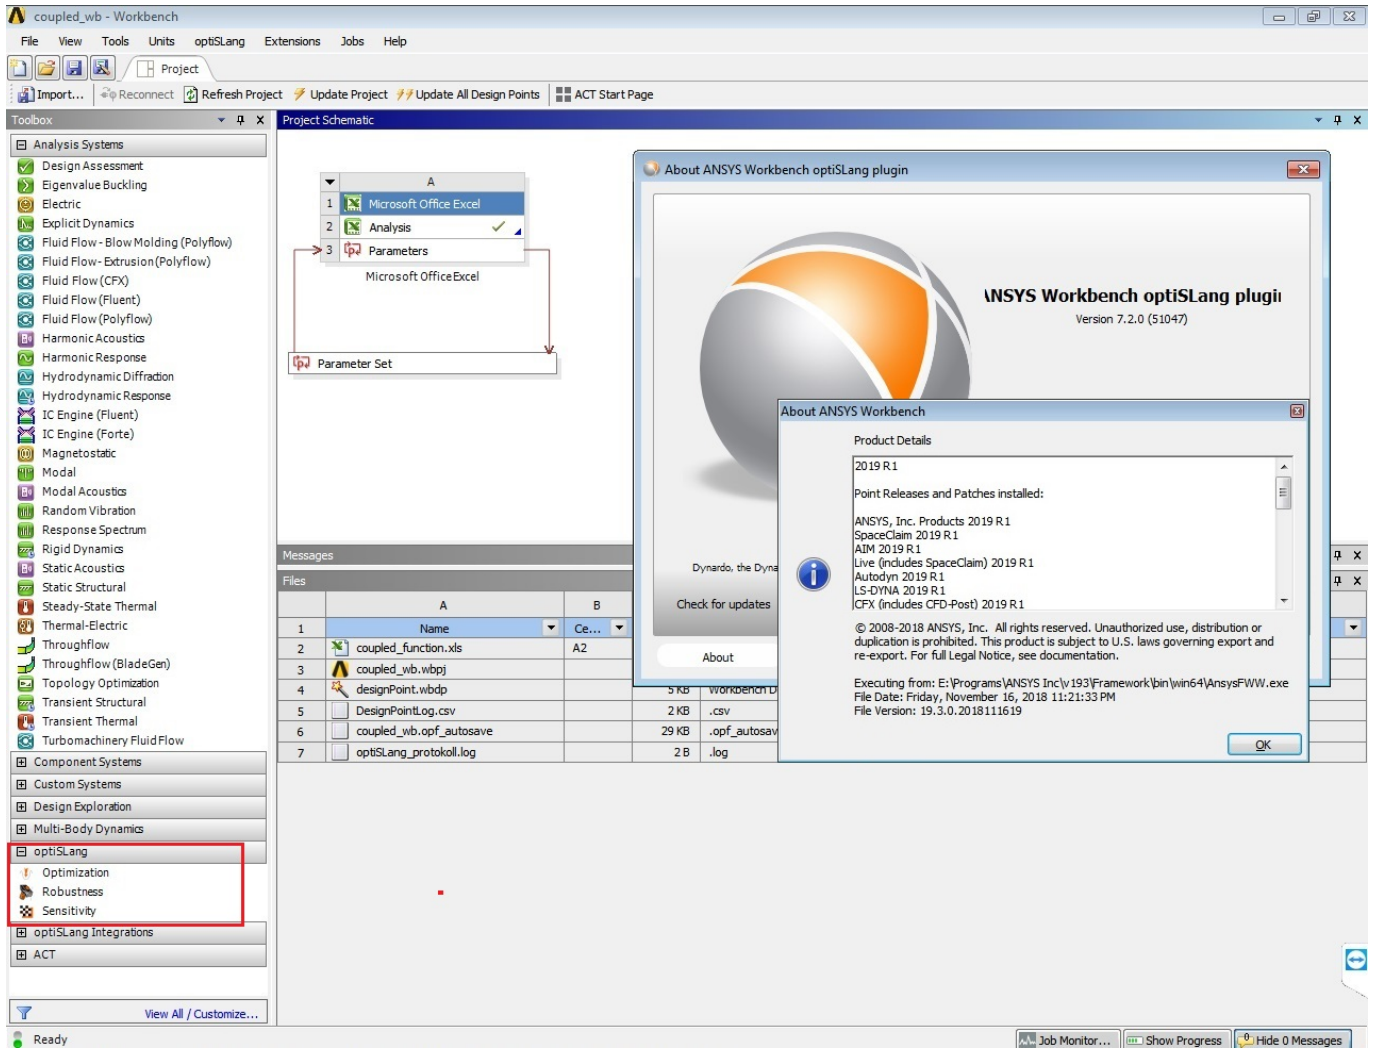 coupled_wb - Workbench
File View Tools Units optiSLang Extensions Jobs Help
Project
Import... Reconnect Refresh Project Update Project Update All Design Points ACT Start Page
Toolbox
Analysis Systems
Design Assessment
Eigenvalue Buckling
Electric
Explicit Dynamics
Fluid Flow - Blow Molding (Polyflow)
Fluid Flow - Extrusion (Polyflow)
Fluid Flow (CFX)
Fluid Flow (Fluent)
Fluid Flow (Polyflow)
Harmonic Acoustics
Harmonic Response
Hydrodynamic Diffraction
Hydrodynamic Response
IC Engine (Fluent)
IC Engine (Forte)
Magnetostatic
Modal
Modal Acoustics
Random Vibration
Response Spectrum
Rigid Dynamics
Static Acoustics
Static Structural
Steady-State Thermal
Thermal-Electric
Throughflow
Throughflow (BladeGen)
Topology Optimization
Transient Structural
Transient Thermal
Turbomachinery Fluid Flow
Component Systems
Custom Systems
Design Exploration
Multi-Body Dynamics
optiSLang
Optimization
Robustness
Sensitivity
optiSLang Integrations
ACT
View All / Customize...
Project Schematic
A
1 Microsoft Office Excel
2 Analysis
3 Parameters
Microsoft Office Excel
Parameter Set
Messages
Files
A B
1 Name Ce...
2 coupled_function.xls A2
3 coupled_wb.wbpj
4 designPoint.wbdp 5 KB Workbench D
5 DesignPointLog.csv 2 KB .csv
6 coupled_wb.opf_autosave 29 KB .opf_autosav
7 optiSLang_protokoll.log 2 B .log
About ANSYS Workbench optiSLang plugin
NSYS Workbench optiSLang plugi
Version 7.2.0 (51047)
Dynardo, the Dyna
Check for updates
About
About ANSYS Workbench
Product Details
2019 R1
Point Releases and Patches installed:
ANSYS, Inc. Products 2019 R1
SpaceClaim 2019 R1
AIM 2019 R1
Live (includes SpaceClaim) 2019 R1
Autodyn 2019 R1
LS-DYNA 2019 R1
CFX (includes CFD-Post) 2019 R1
© 2008-2018 ANSYS, Inc. All rights reserved. Unauthorized use, distribution or
duplication is prohibited. This product is subject to U.S. laws governing export and
re-export. For full Legal Notice, see documentation.
Executing from: E:\Programs\ANSYS Inc\v193\Framework\bin\win64\AnsysFWW.exe
File Date: Friday, November 16, 2018 11:21:33 PM
File Version: 19.3.0.2018111619
OK
Ready
Job Monitor... Show Progress 0 Hide 0 Messages